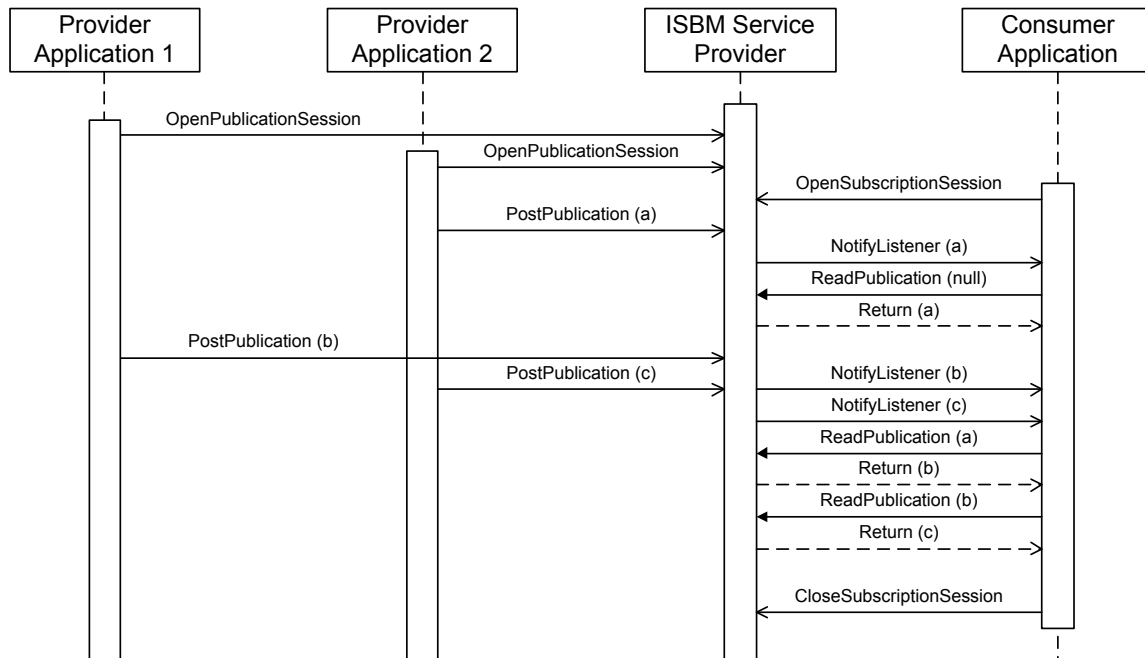 Provider
Application 1
Provider
Application 2
ISBM Service
Provider
Consumer
Application
OpenPublicationSession
OpenPublicationSession
OpenSubscriptionSession
PostPublication (a)
NotifyListener (a)
ReadPublication (null)
Return (a)
PostPublication (b)
PostPublication (c)
NotifyListener (b)
NotifyListener (c)
ReadPublication (a)
Return (b)
ReadPublication (b)
Return (c)
CloseSubscriptionSession